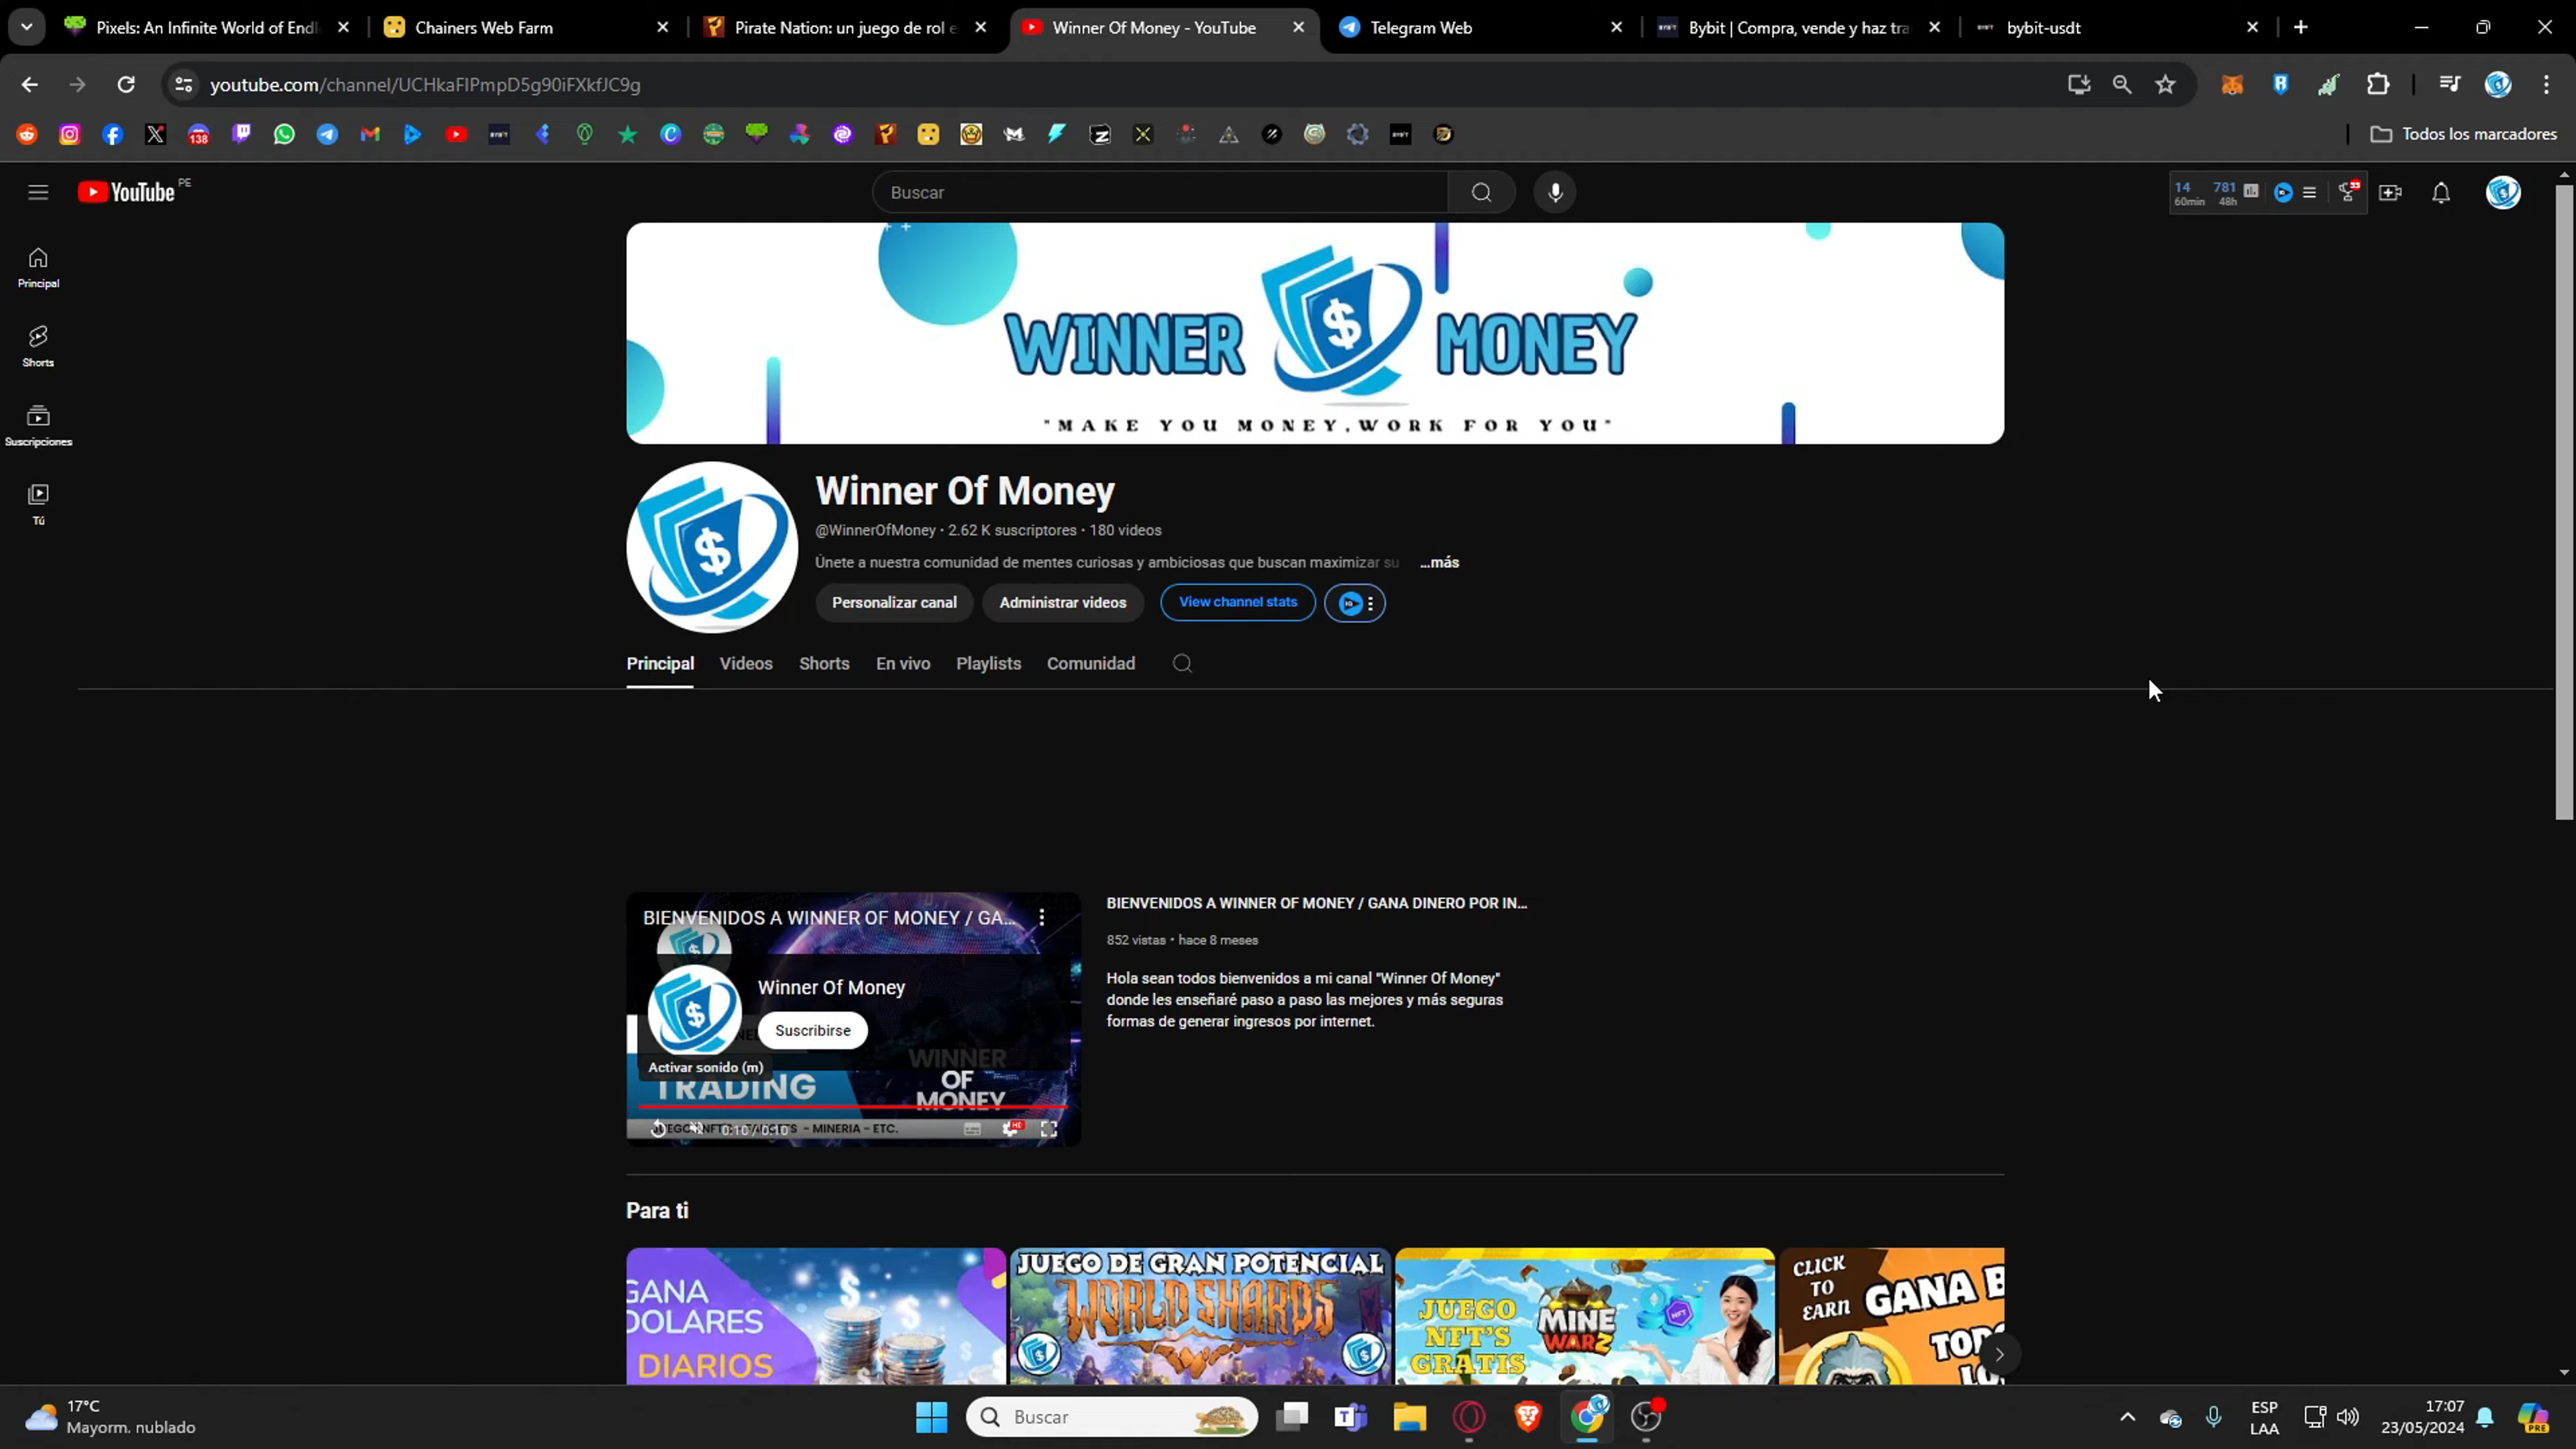 Pixels: An Infinite World of Endl
Chainers Web Farm
Pirate Nation: un juego de rol e
Winner Of Money - YouTube
Telegram Web
Bybit | Compra, vende y haz tra
bybit-usdt
youtube.com/channel/UCHkaFIPmpD5g90iFXkfJC9g
138
Todos los marcadores
YouTube PE
Buscar
14 60min
781 48h
33
Principal
Shorts
Suscripciones
Tú
WINNER $ MONEY
"MAKE YOU MONEY,WORK FOR YOU"
Winner Of Money
@WinnerOfMoney • 2.62 K suscriptores • 180 videos
Únete a nuestra comunidad de mentes curiosas y ambiciosas que buscan maximizar su ...más
Personalizar canal
Administrar videos
View channel stats
Principal
Videos
Shorts
En vivo
Playlists
Comunidad
BIENVENIDOS A WINNER OF MONEY / GA...
Winner Of Money
Suscribirse
Activar sonido (m)
TRADING
WINNER
OF
MONEY
0:10 / 0:10
- MINERIA - ETC.
BIENVENIDOS A WINNER OF MONEY / GANA DINERO POR IN...
852 vistas • hace 8 meses
Hola sean todos bienvenidos a mi canal "Winner Of Money"
donde les enseñaré paso a paso las mejores y más seguras
formas de generar ingresos por internet.
Para ti
GANA
DOLARES
DIARIOS
JUEGO DE GRAN POTENCIAL
WORLD SHARDS
JUEGO
NFT'S
GRATIS
MINE
WARZ
CLICK
TO
EARN
GANA B
TOD
LO
17°C
Mayorm. nublado
Buscar
ESP
LAA
17:07
23/05/2024
PRE